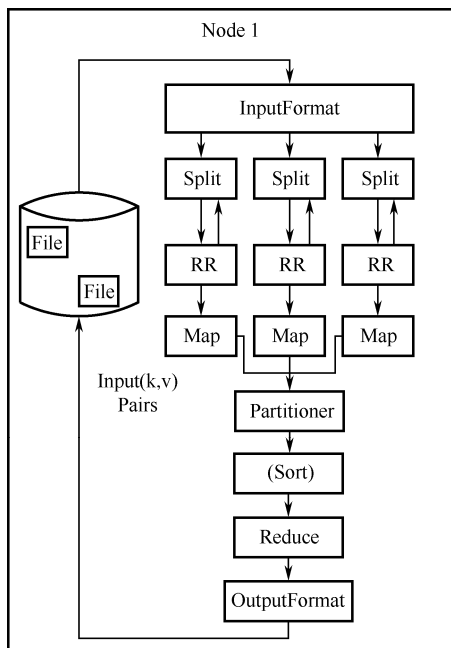 Node 1
InputFormat
Split Split Split
File
RR RR RR
File
Map Map Map
Input(k,v)
Pairs
Partitioner
(Sort)
Reduce
OutputFormat